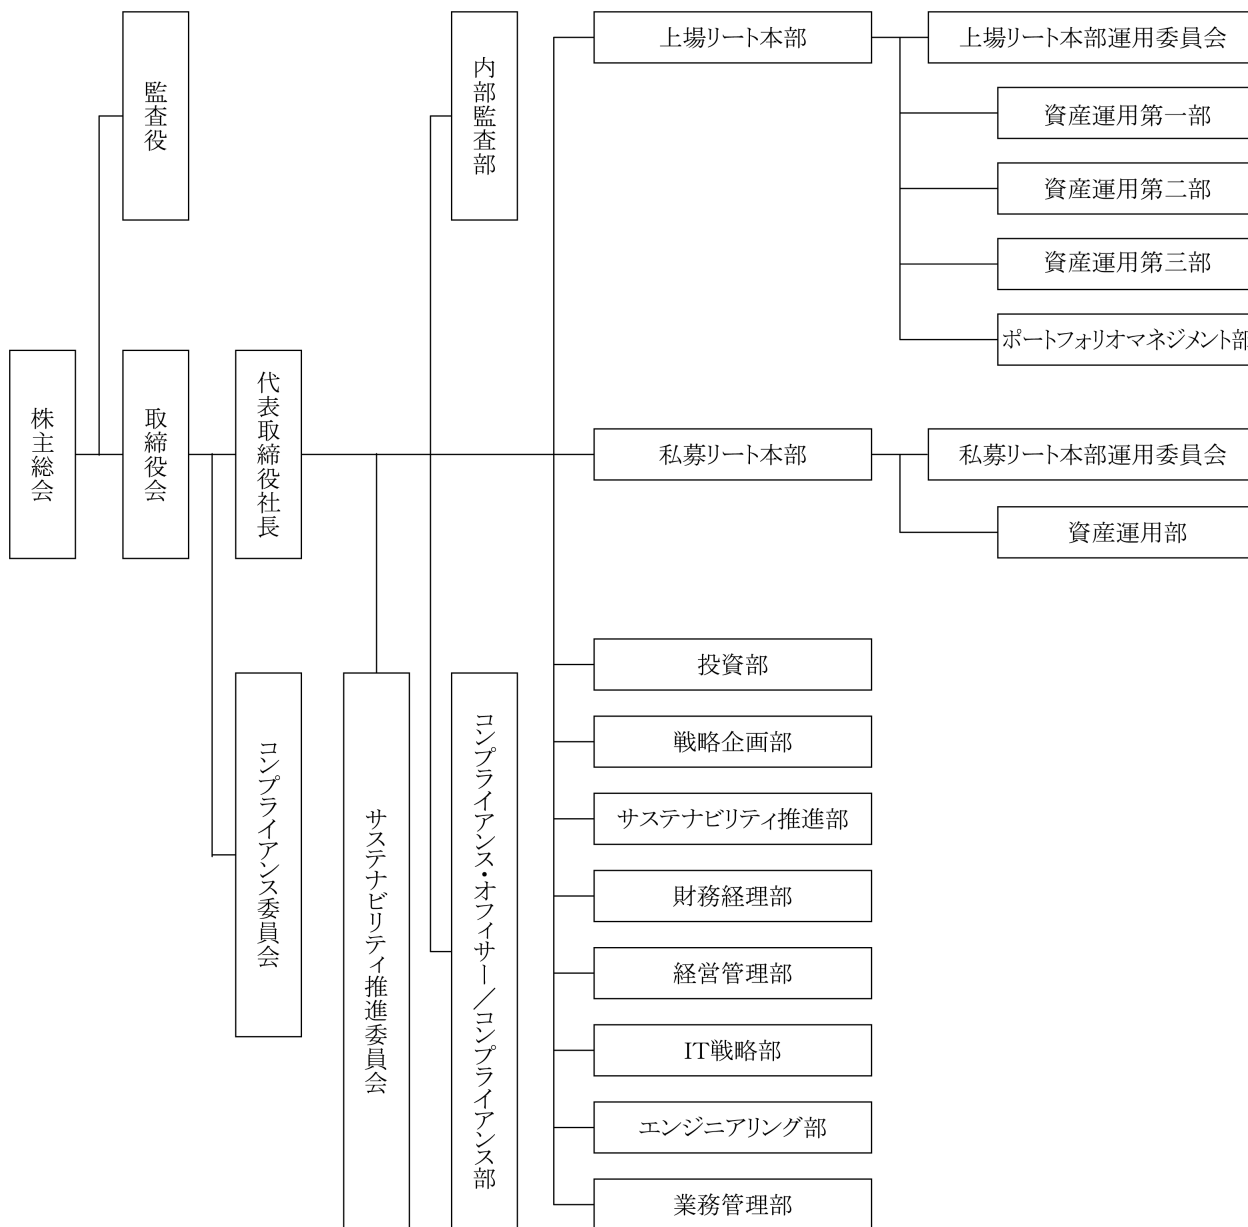 株主総会
監査役
取締役会
代表取締役社長
コンプライアンス委員会
サステナビリティ推進委員会
内部監査部
コンプライアンス・オフィサー／コンプライアンス部
上場リート本部
上場リート本部運用委員会
資産運用第一部
資産運用第二部
資産運用第三部
ポートフォリオマネジメント部
私募リート本部
私募リート本部運用委員会
資産運用部
投資部
戦略企画部
サステナビリティ推進部
財務経理部
経営管理部
IT戦略部
エンジニアリング部
業務管理部